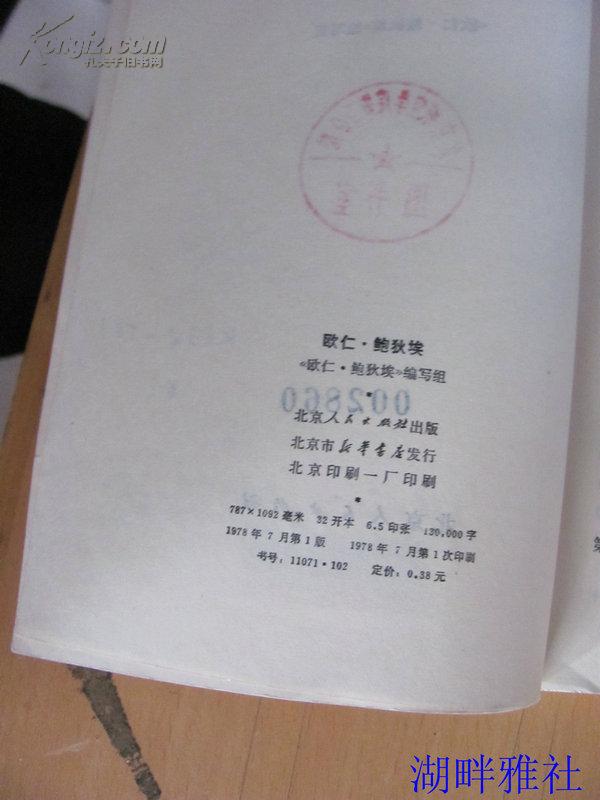 Kongfz.com
孔夫子旧书网
欧仁·鲍狄埃
《欧仁·鲍狄埃》编写组
002860
北京人民出版社出版
北京市新华书店发行
北京印刷一厂印刷
787×1092毫米 32开本 6.5印张 130,000字
1978年7月第1版 1978年7月第1次印刷
书号：11071·102 定价：0.38元
第
湖畔雅社